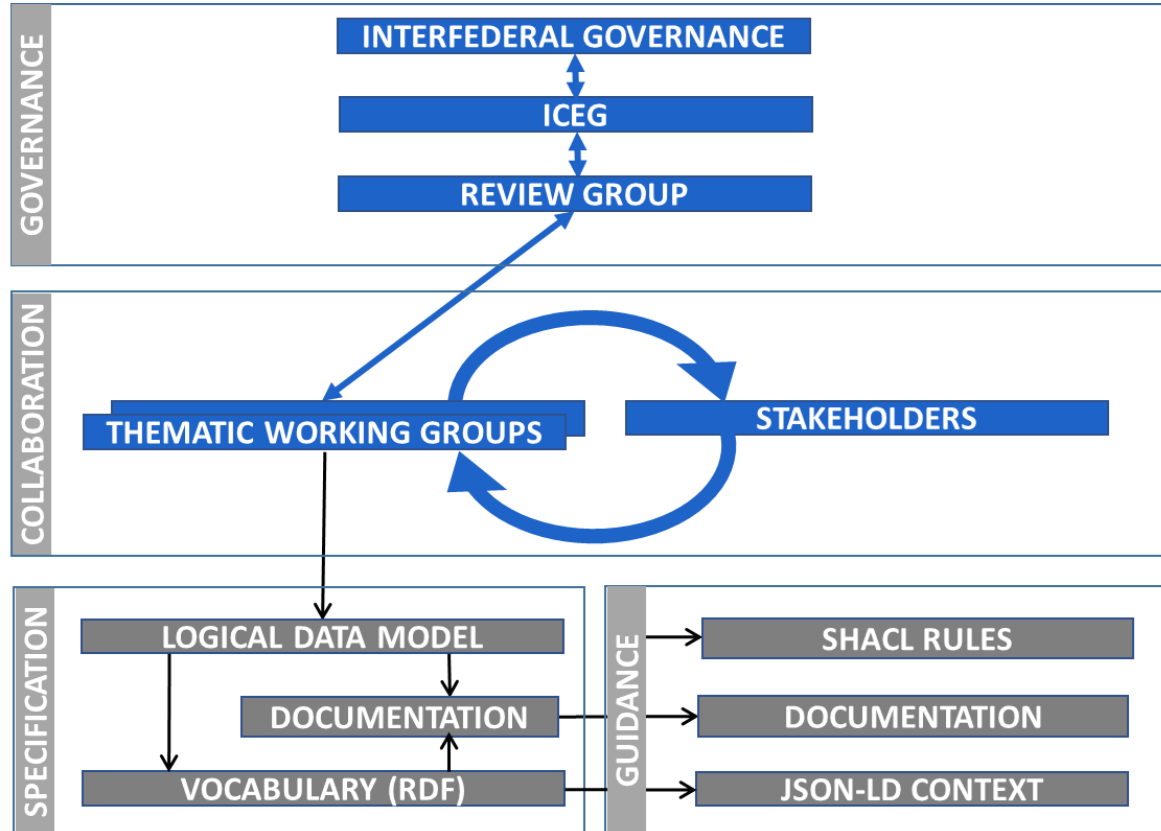 GOVERNANCE
INTERFEDERAL GOVERNANCE
ICEG
REVIEW GROUP
COLLABORATION
THEMATIC WORKING GROUPS
STAKEHOLDERS
SPECIFICATION
LOGICAL DATA MODEL
DOCUMENTATION
VOCABULARY (RDF)
GUIDANCE
SHACL RULES
DOCUMENTATION
JSON-LD CONTEXT